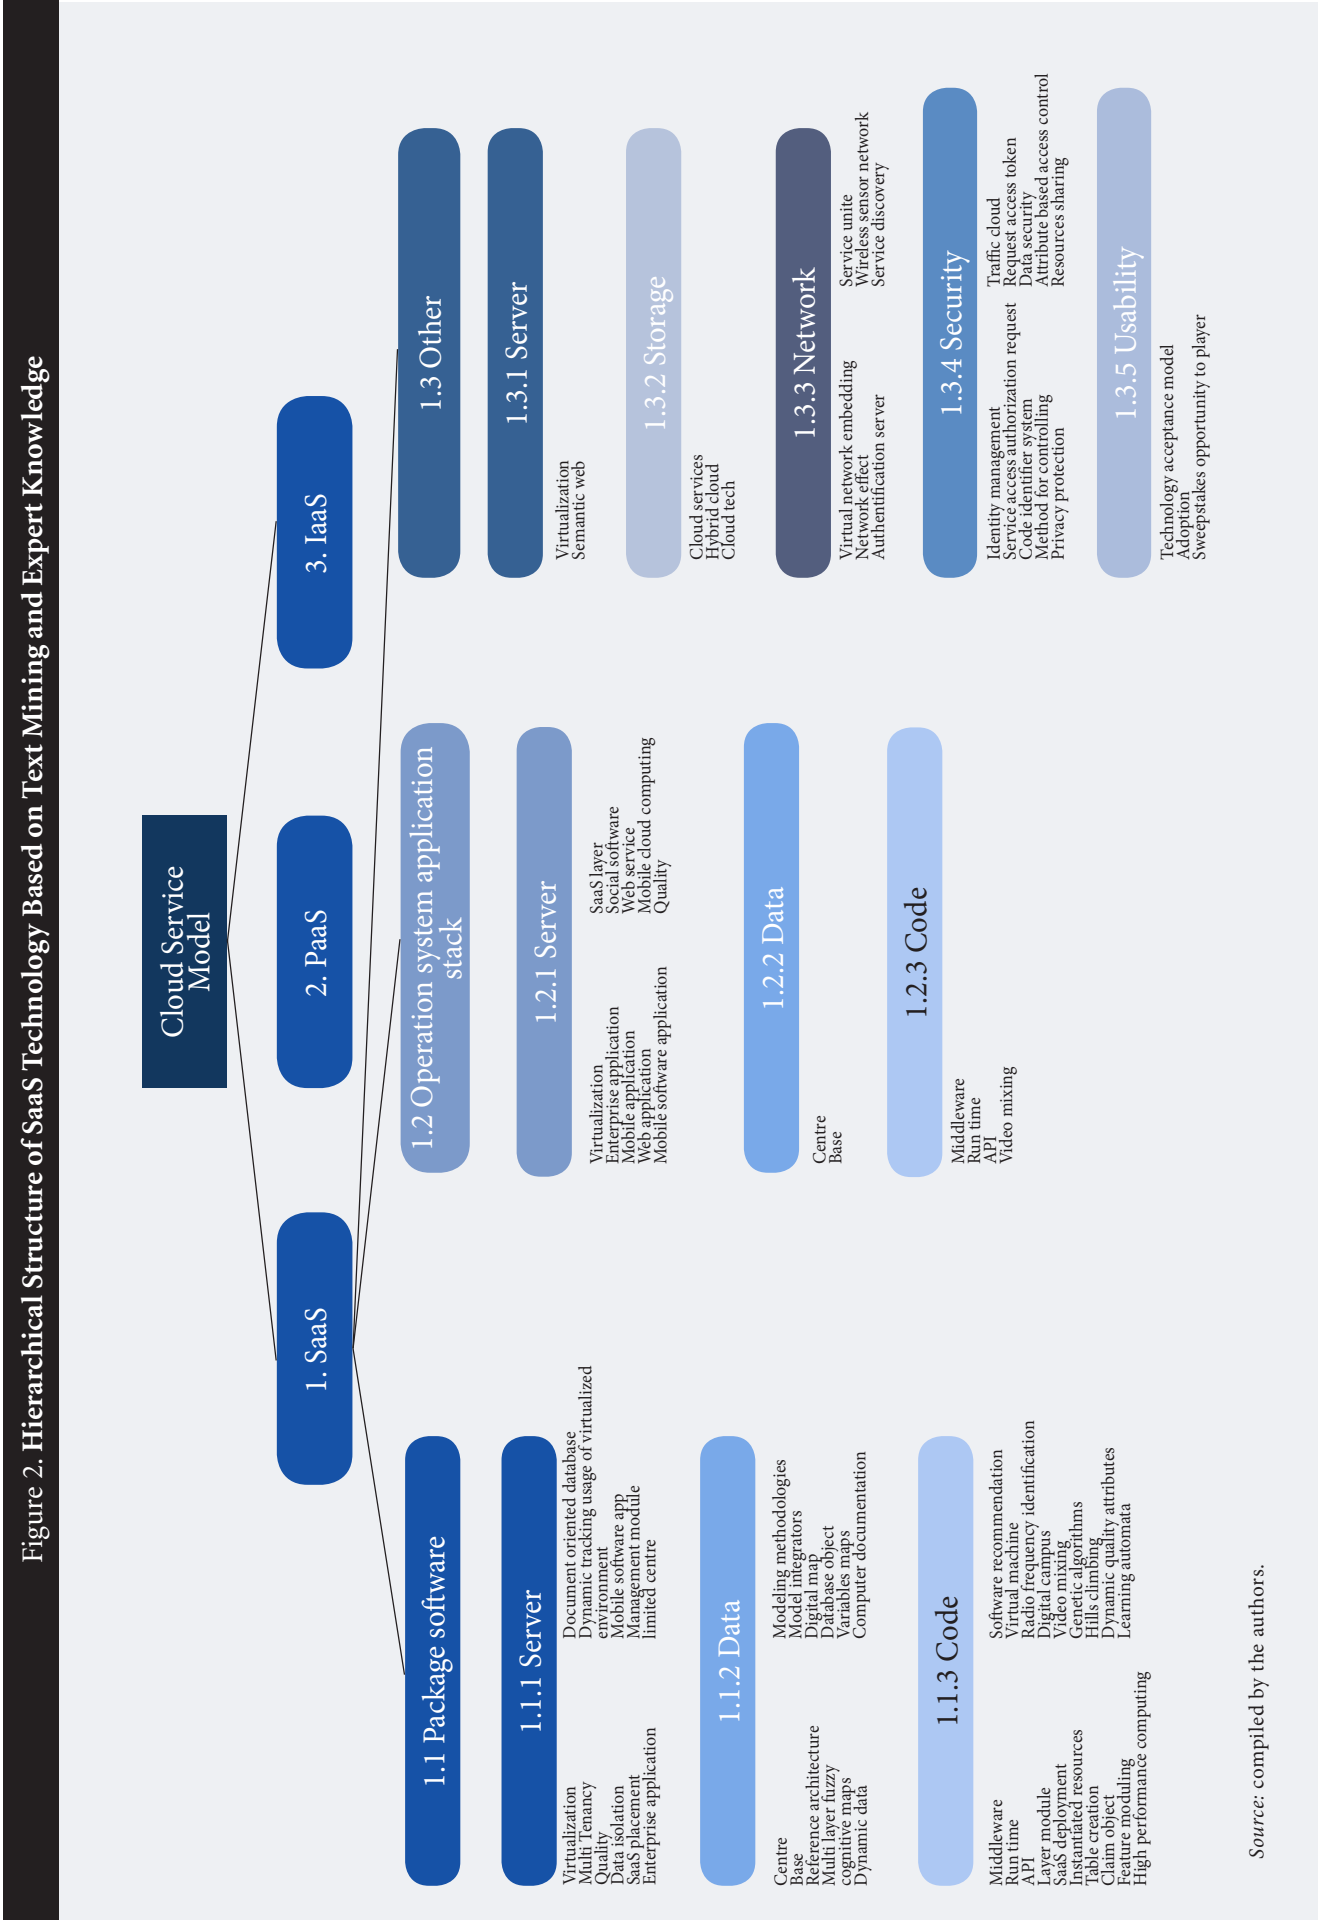 Figure 2. Hierarchical Structure of SaaS Technology Based on Text Mining and Expert Knowledge
Cloud Service
Model
1. SaaS
2. PaaS
3. IaaS
1.1 Package software
1.1.1 Server
Virtualization
Multi Tenancy
Quality
Data isolation
SaaS placement
Enterprise application
Document oriented database
Dynamic tracking usage of virtualized
environment
Mobile software app
Management module
limited centre
1.1.2 Data
Centre
Base
Reference architecture
Multi layer fuzzy
cognitive maps
Dynamic data
Modeling methodologies
Model integrators
Digital map
Database object
Variables maps
Computer documentation
1.1.3 Code
Middleware
Run time
API
Layer module
SaaS deployment
Instantiated resources
Table creation
Claim object
Feature moduling
High performance computing
Software recommendation
Virtual machine
Radio frequency identification
Digital campus
Video mixing
Genetic algorithms
Hills climbing
Dynamic quality attributes
Learning automata
1.2 Operation system application
stack
1.2.1 Server
Virtualization
Enterprise application
Mobile application
Web application
Mobile software application
SaaS layer
Social software
Web service
Mobile cloud computing
Quality
1.2.2 Data
Centre
Base
1.2.3 Code
Middleware
Run time
API
Video mixing
1.3 Other
1.3.1 Server
Virtualization
Semantic web
1.3.2 Storage
Cloud services
Hybrid cloud
Cloud tech
1.3.3 Network
Virtual network embedding
Network effect
Authentification server
Service unite
Wireless sensor network
Service discovery
1.3.4 Security
Identity management
Service access authorization request
Code identifier system
Method for controlling
Privacy protection
Traffic cloud
Request access token
Data security
Attribute based access control
Resources sharing
1.3.5 Usability
Technology acceptance model
Adoption
Sweepstakes opportunity to player
Source: compiled by the authors.